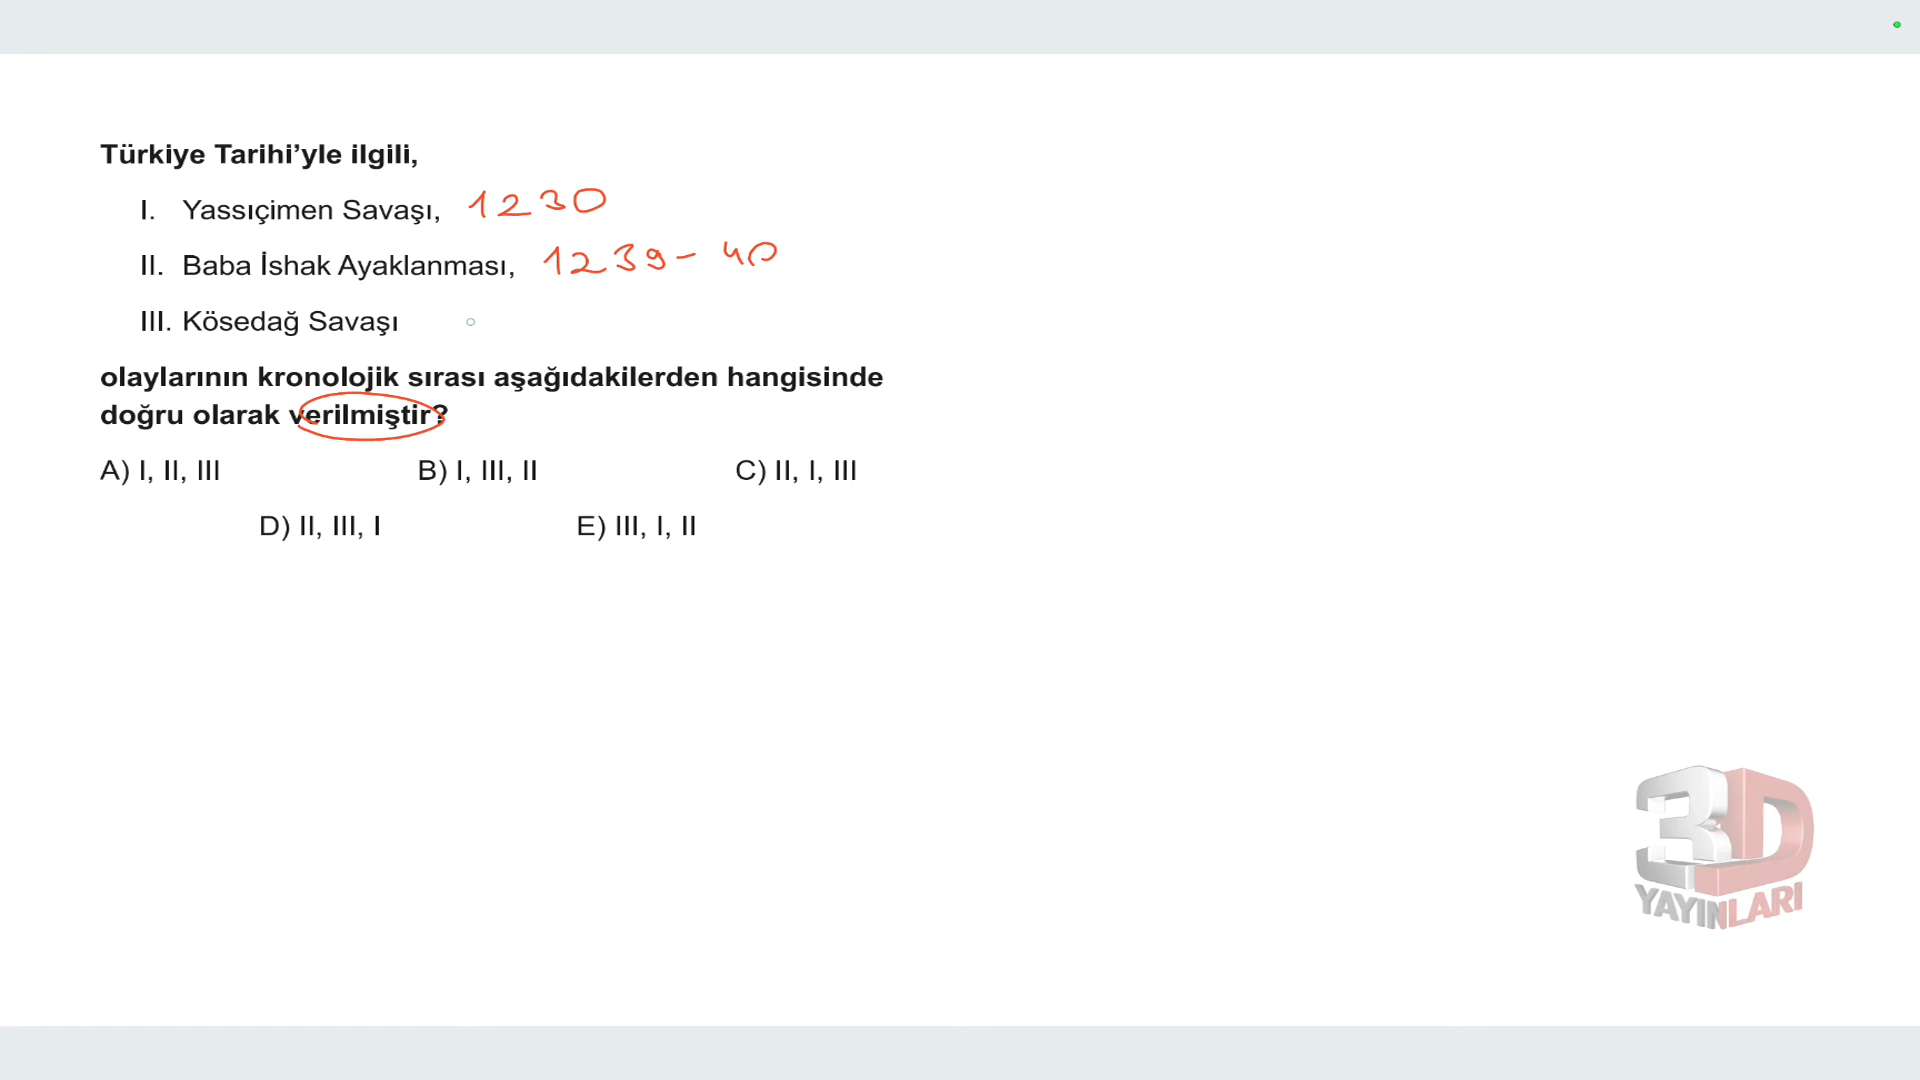 Türkiye Tarihi’yle ilgili,
I. Yassıçimen Savaşı, 1230
II. Baba İshak Ayaklanması, 1239-40
III. Kösedağ Savaşı
olaylarının kronolojik sırası aşağıdakilerden hangisinde
doğru olarak verilmiştir?
A) I, II, III B) I, III, II C) II, I, III
D) II, III, I E) III, I, II
3D
YAYINLARI